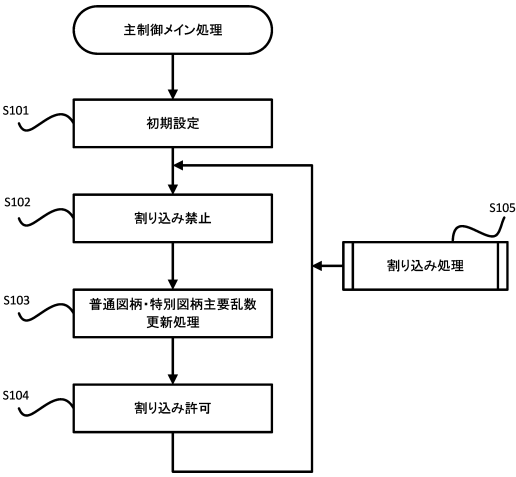 主制御メイン処理
S101
初期設定
S102
割り込み禁止
S105
割り込み処理
S103
普通図柄・特別図柄主要乱数
更新処理
S104
割り込み許可